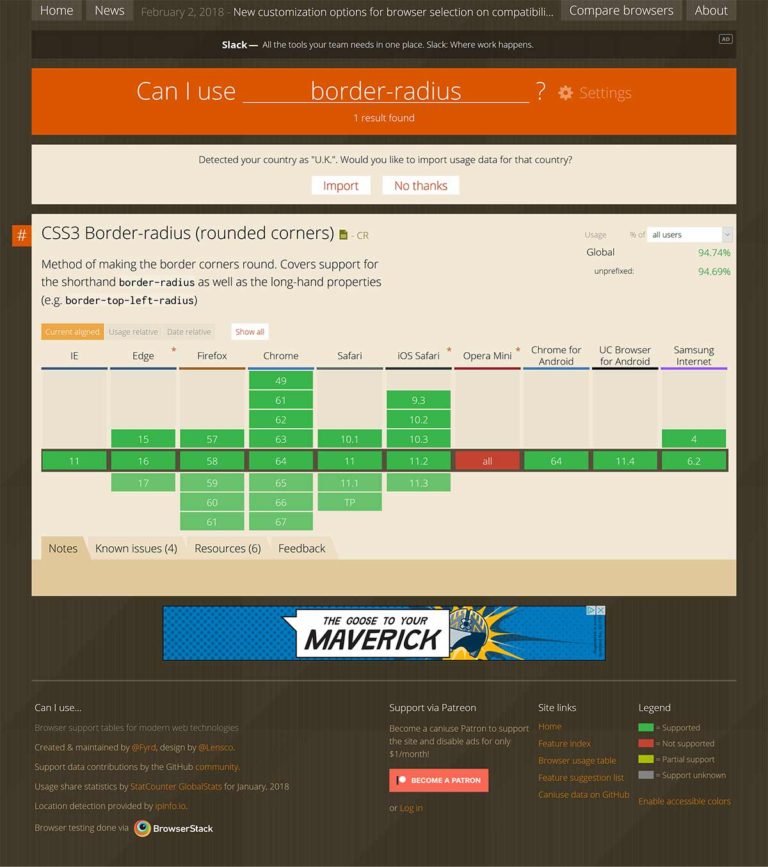 Home News February 2, 2018 - New customization options for browser selection on compatibili... Compare browsers About
Slack— All the tools your team needs in one place. Slack: Where work happens.
AD
Can I use border-radius ? Settings
1 result found
Detected your country as "U.K.". Would you like to import usage data for that country?
Import No thanks
#
CSS3 Border-radius (rounded corners) - CR
Usage % of all users
Global 94.74%
unprefixed: 94.69%
Method of making the border corners round. Covers support for
the shorthand border-radius as well as the long-hand properties
(e.g. border-top-left-radius)
Current aligned Usage relative Date relative Show all
IE Edge * Firefox Chrome Safari iOS Safari * Opera Mini * Chrome for Android UC Browser for Android Samsung Internet
49
61 9.3
62 10.2
15 57 63 10.1 10.3 4
11 16 58 64 11 11.2 all 64 11.4 6.2
17 59 65 11.1 11.3
60 66 TP
61 67
Notes Known issues (4) Resources (6) Feedback
THE GOOSE TO YOUR
MAVERICK
Can I use...
Browser support tables for modern web technologies
Created & maintained by @Fyrd, design by @Lensco.
Support data contributions by the GitHub community.
Usage share statistics by StatCounter GlobalStats for January, 2018
Location detection provided by ipinfo.io.
Browser testing done via BrowserStack
Support via Patreon
Become a caniuse Patron to support
the site and disable ads for only
$1/month!
BECOME A PATRON
or Log in
Site links
Home
Feature index
Browser usage table
Feature suggestion list
Caniuse data on GitHub
Legend
= Supported
= Not supported
= Partial support
= Support unknown
Enable accessible colors